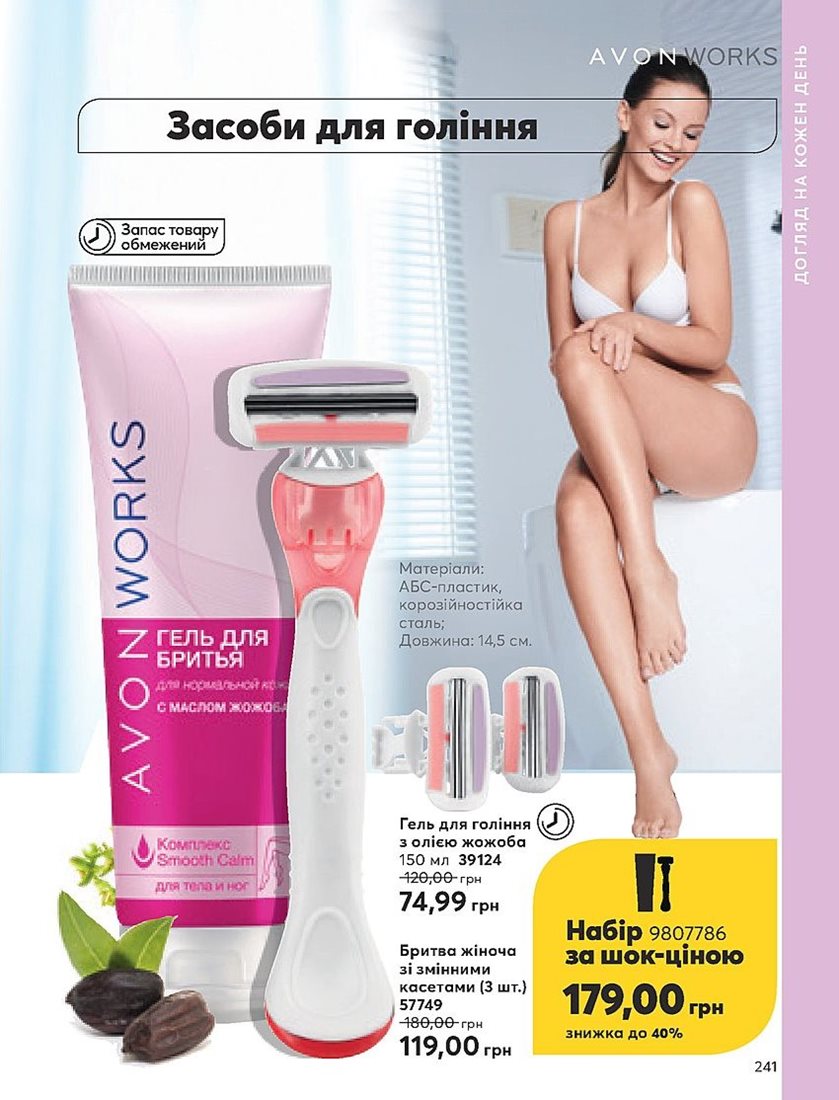 AVONWORKS
Засоби для гоління
ДОГЛЯД НА КОЖЕН ДЕНЬ
Запас товару
обмежений
AVON WORKS
ГЕЛЬ ДЛЯ
БРИТЬЯ
для нормальной кожи
С МАСЛОМ ЖОЖОБА
Комплекс
Smooth Calm
для тела и ног
Матеріали:
АБС-пластик,
корозійностійка
сталь;
Довжина: 14,5 см.
Гель для гоління
з олією жожоба
150 мл 39124
120,00 грн
74,99 грн
Бритва жіноча
зі змінними
касетами (3 шт.)
57749
180,00 грн
119,00 грн
Набір 9807786
за шок-ціною
179,00 грн
знижка до 40%
241